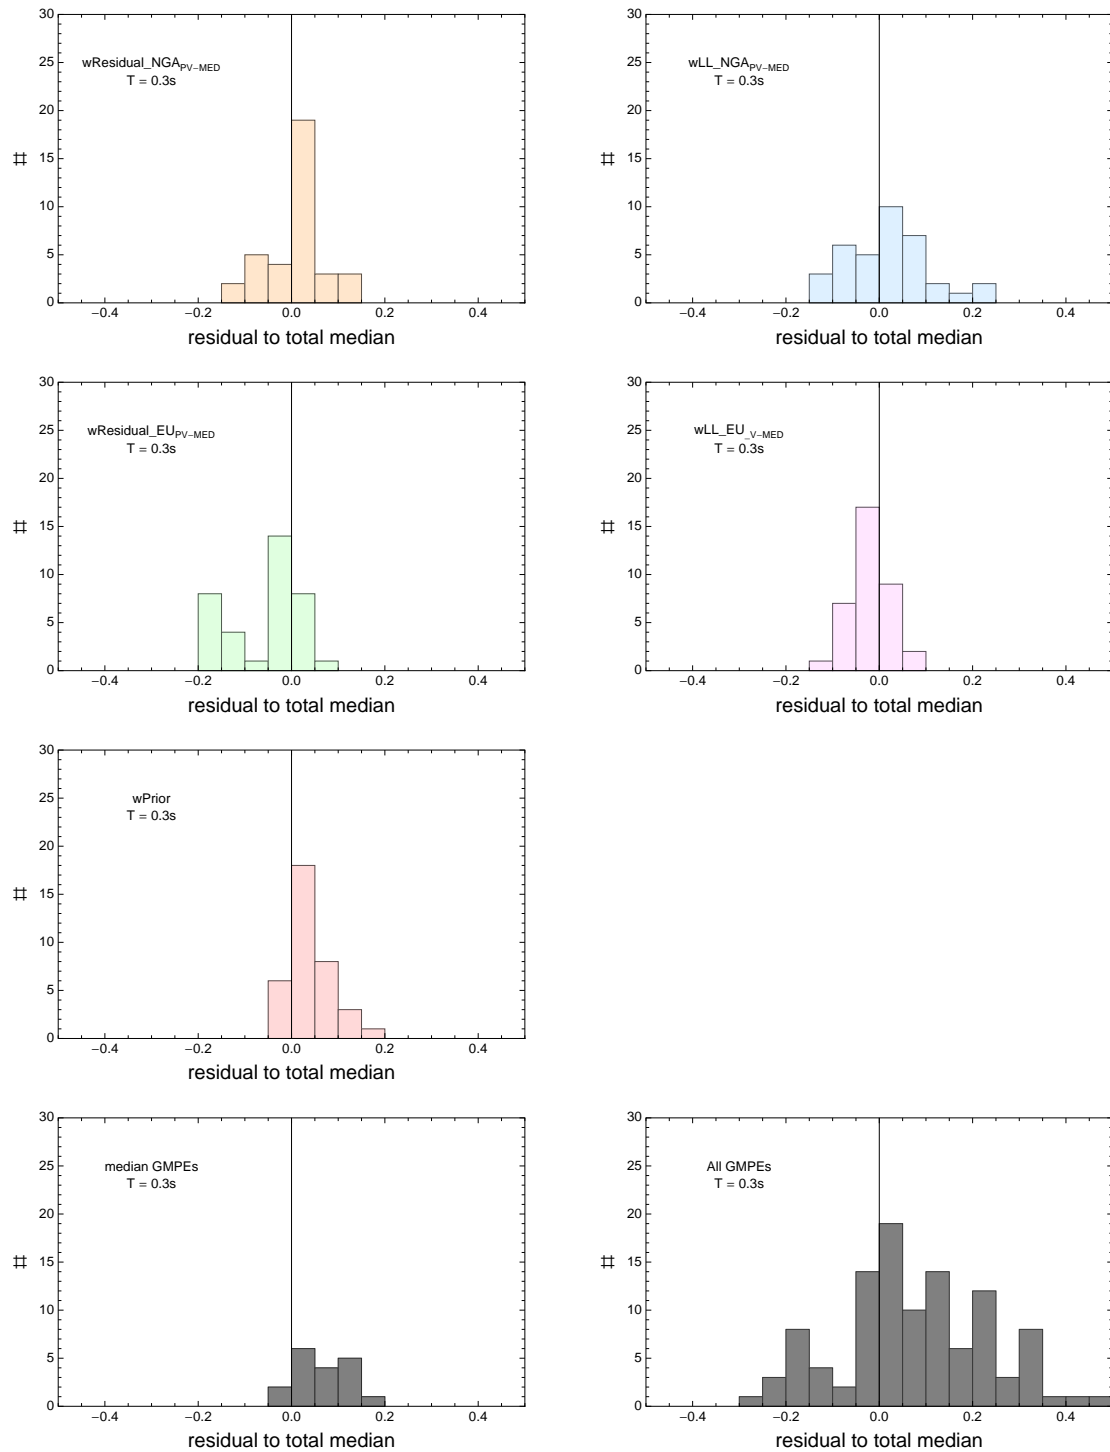 30
25
20
15
10
5
0
#
wResidual_NGAPV−MED
T = 0.3s
−0.4 −0.2 0.0 0.2 0.4
residual to total median
30
25
20
15
10
5
0
#
wLL_NGAPV−MED
T = 0.3s
−0.4 −0.2 0.0 0.2 0.4
residual to total median
30
25
20
15
10
5
0
#
wResidual_EUPV−MED
T = 0.3s
−0.4 −0.2 0.0 0.2 0.4
residual to total median
30
25
20
15
10
5
0
#
wLL_EU_V−MED
T = 0.3s
−0.4 −0.2 0.0 0.2 0.4
residual to total median
30
25
20
15
10
5
0
#
wPrior
T = 0.3s
−0.4 −0.2 0.0 0.2 0.4
residual to total median
30
25
20
15
10
5
0
#
median GMPEs
T = 0.3s
−0.4 −0.2 0.0 0.2 0.4
residual to total median
30
25
20
15
10
5
0
#
All GMPEs
T = 0.3s
−0.4 −0.2 0.0 0.2 0.4
residual to total median